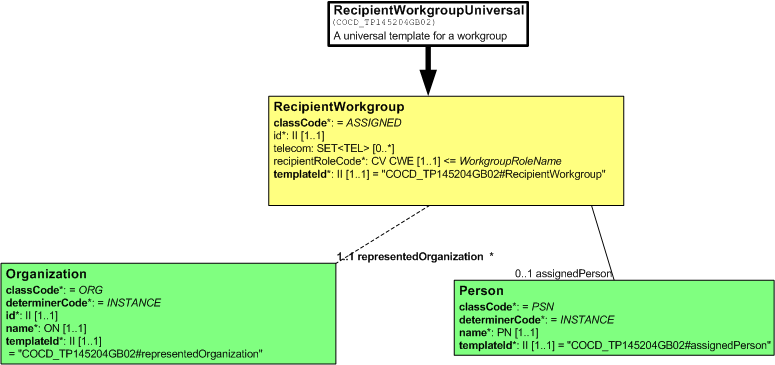 RecipientWorkgroupUniversal
(COCD_TP145204GB02)
A universal template for a workgroup
RecipientWorkgroup
classCode*: = ASSIGNED
id*: II [1..1]
telecom: SET<TEL> [0..*]
recipientRoleCode*: CV CWE [1..1] <= WorkgroupRoleName
templateId*: II [1..1] = "COCD_TP145204GB02#RecipientWorkgroup"
1..1 representedOrganization *
0..1 assignedPerson
Organization
classCode*: = ORG
determinerCode*: = INSTANCE
id*: II [1..1]
name*: ON [1..1]
templateId*: II [1..1]
= "COCD_TP145204GB02#representedOrganization"
Person
classCode*: = PSN
determinerCode*: = INSTANCE
name*: PN [1..1]
templateId*: II [1..1] = "COCD_TP145204GB02#assignedPerson"